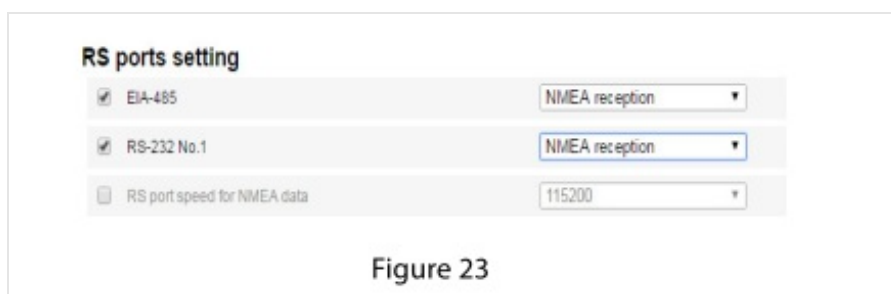 RS ports setting
EIA-485 NMEA reception
RS-232 No.1 NMEA reception
RS port speed for NMEA data 115200
Figure 23